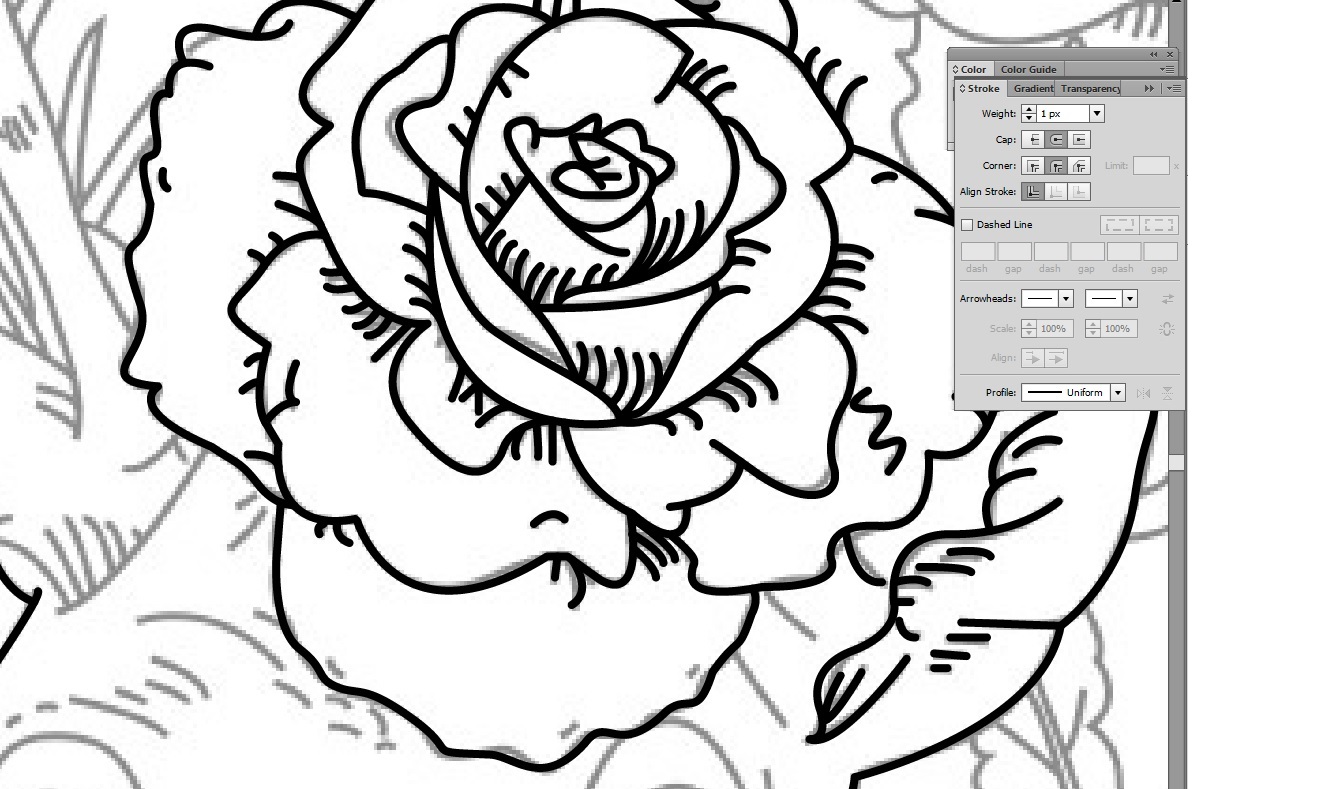 Color Color Guide
Stroke Gradient Transparency
Weight: 1 px
Cap:
Corner: Limit: x
Align Stroke:
Dashed Line
dash gap dash gap dash gap
Arrowheads:
Scale: 100% 100%
Align:
Profile: Uniform